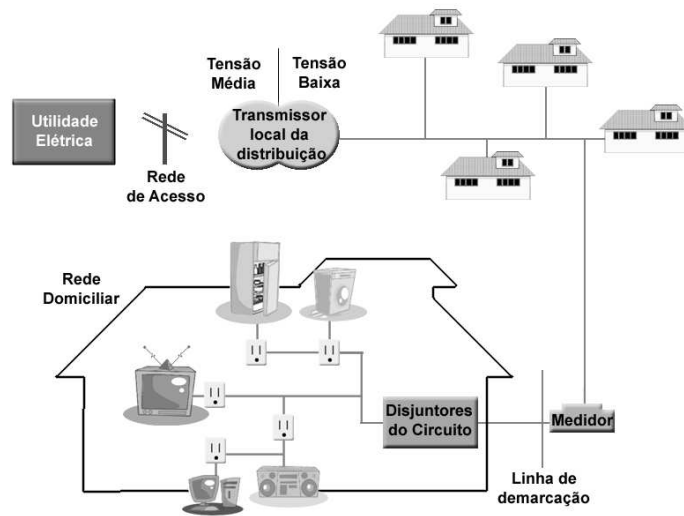 Tensão
Média
Tensão
Baixa
Utilidade
Elétrica
Transmissor
local da
distribuição
Rede
de Acesso
Rede
Domiciliar
Disjuntores
do Circuito
Medidor
Linha de
demarcação